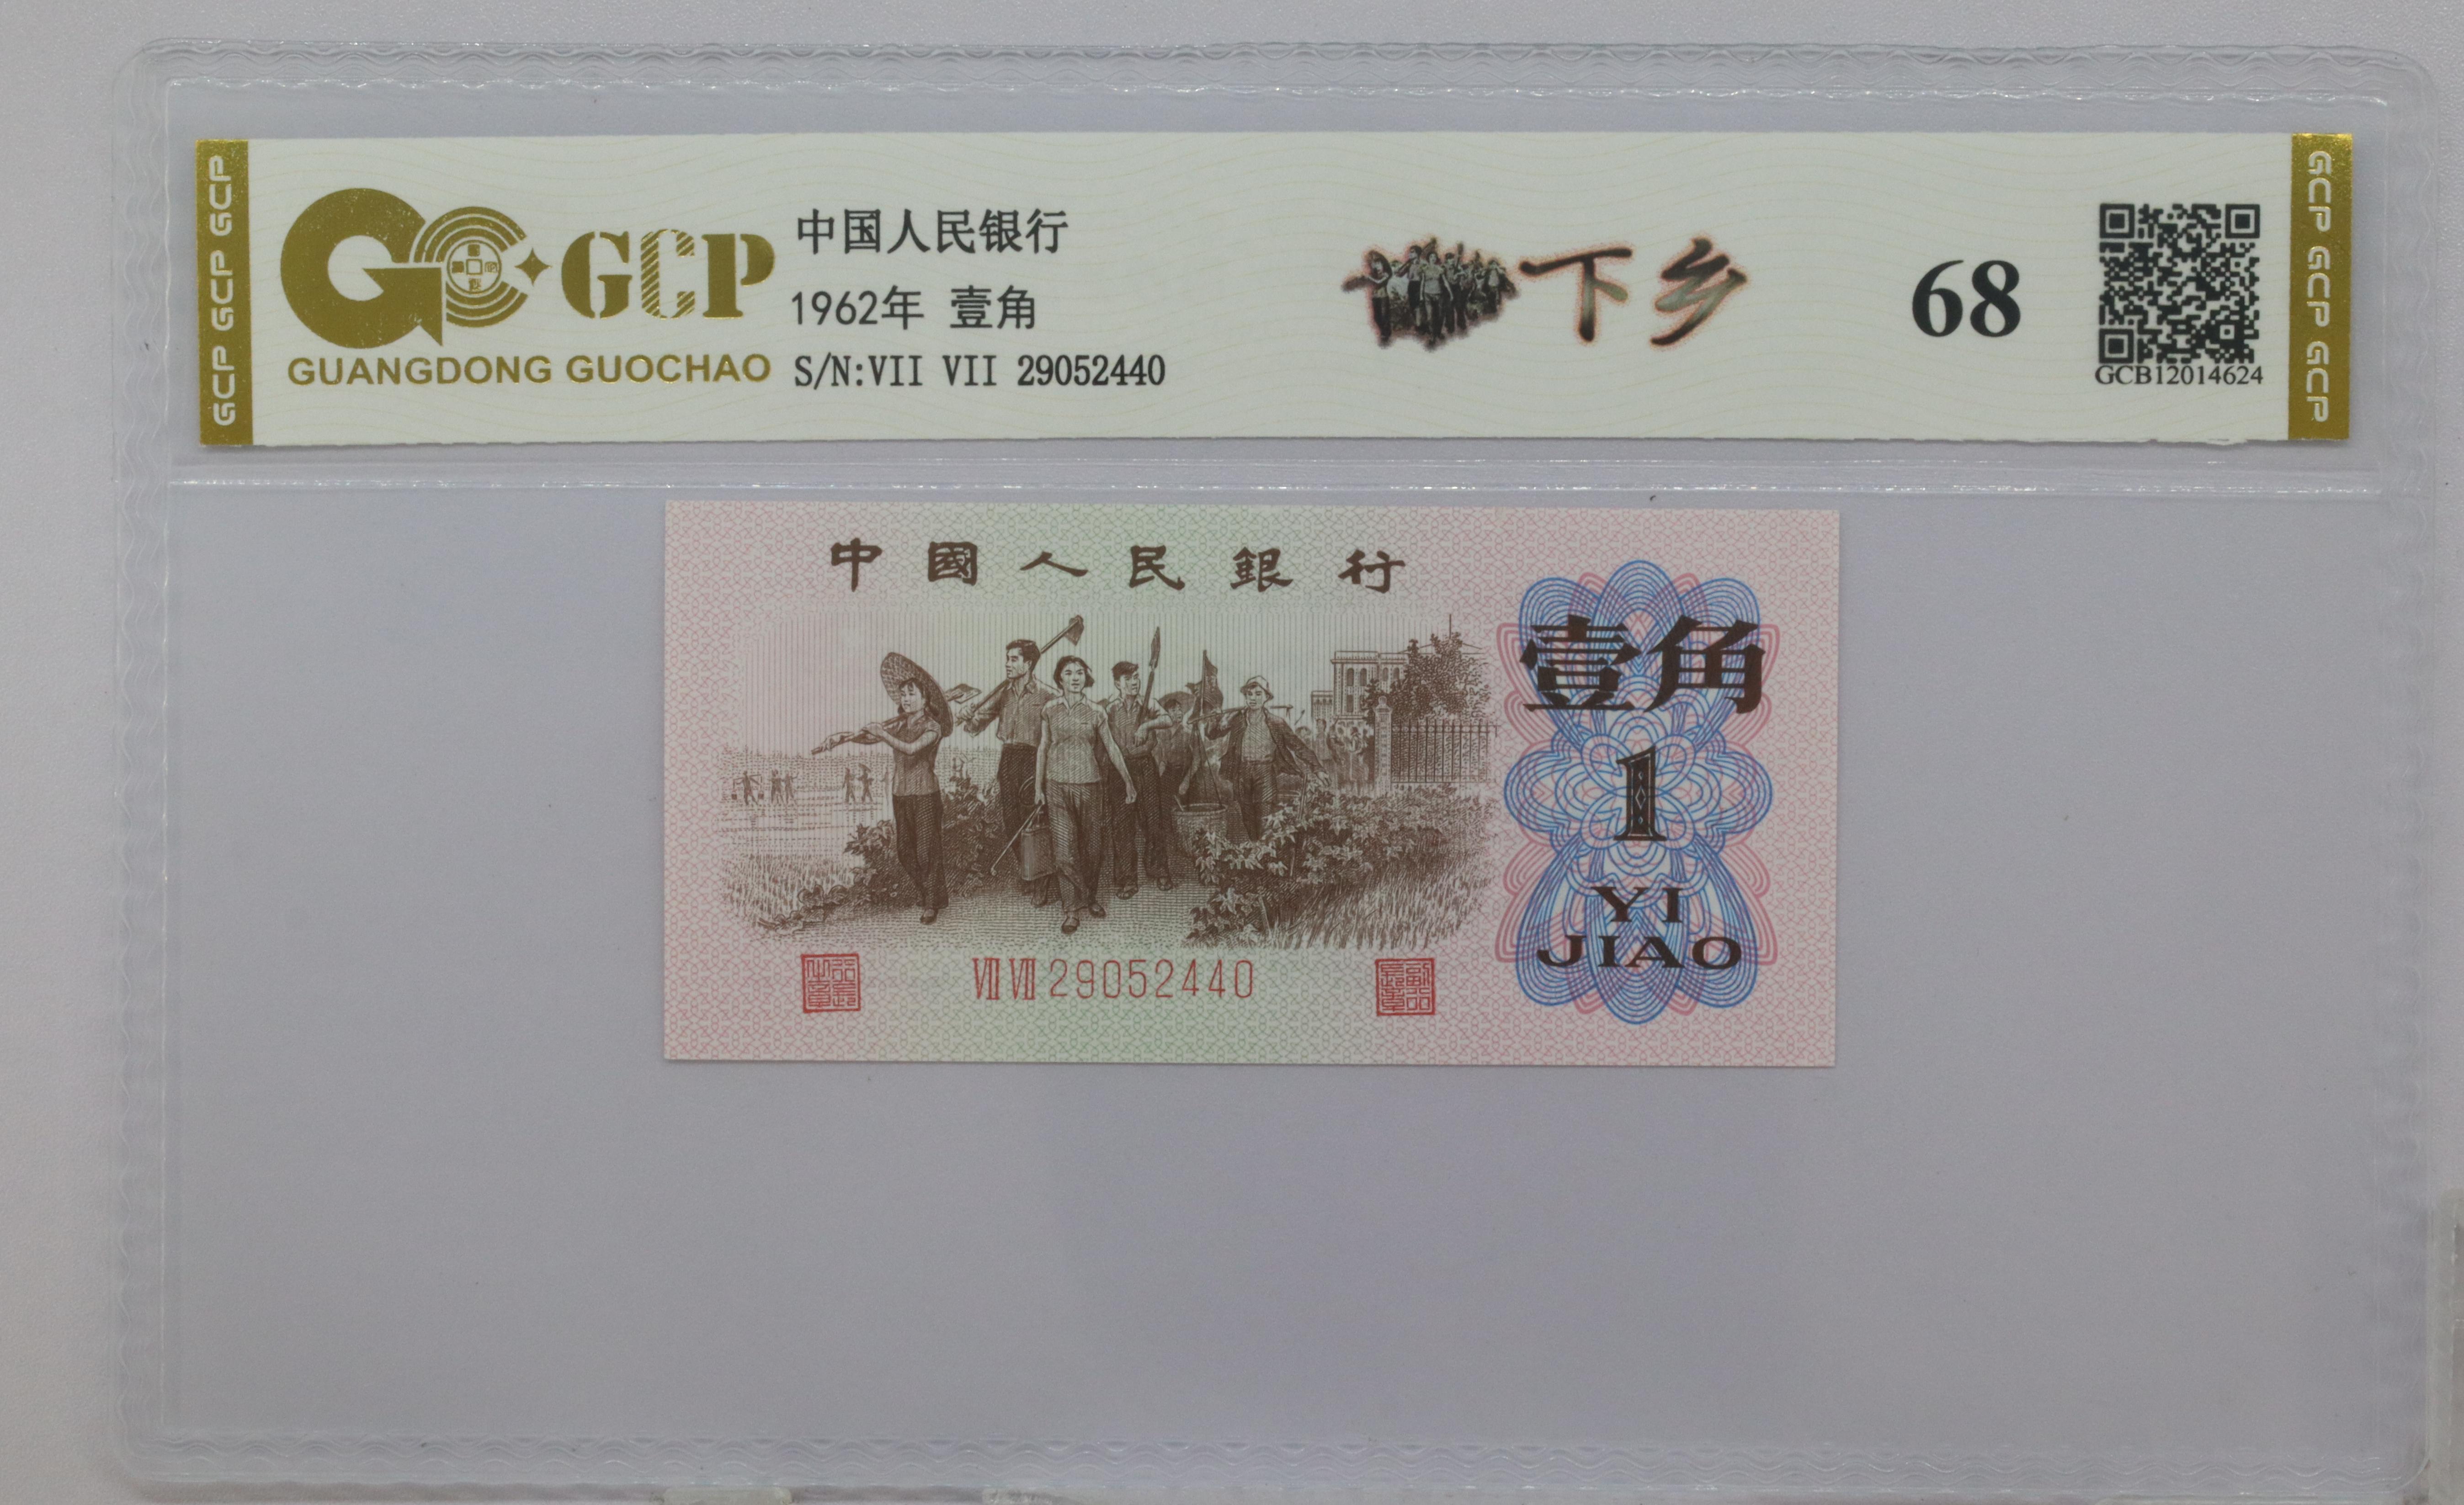 GCP GCP GCP
GCP
GUANGDONG GUOCHAO
中国人民银行
1962年 壹角
S/N:VII VII 29052440
下乡
68
GCB12014624
GCP GCP GCP
中國人民銀行
壹角
1
YI
JIAO
VII VII 29052440